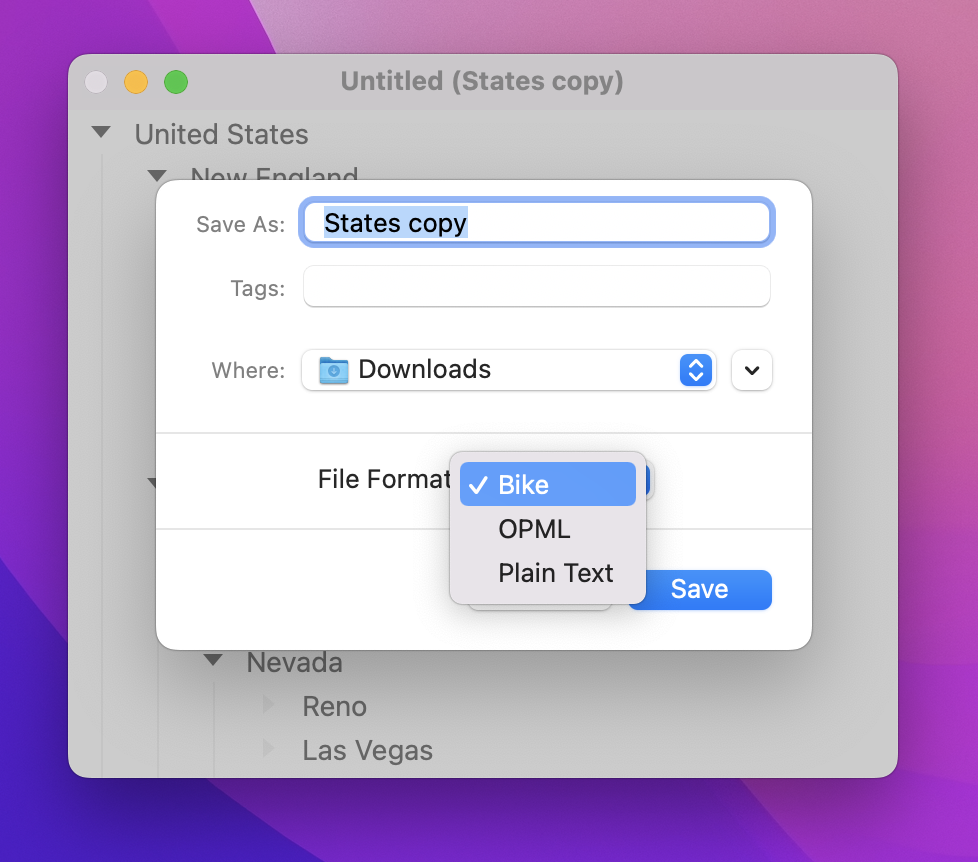 Untitled (States copy)
United States
New England
Save As: States copy
Tags:
Where: Downloads
File Format
Bike
OPML
Plain Text
Save
Nevada
Reno
Las Vegas